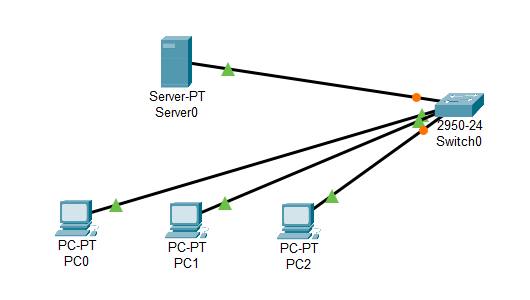 Server-PT
Server0
2950-24
Switch0
PC-PT
PC0
PC-PT
PC1
PC-PT
PC2